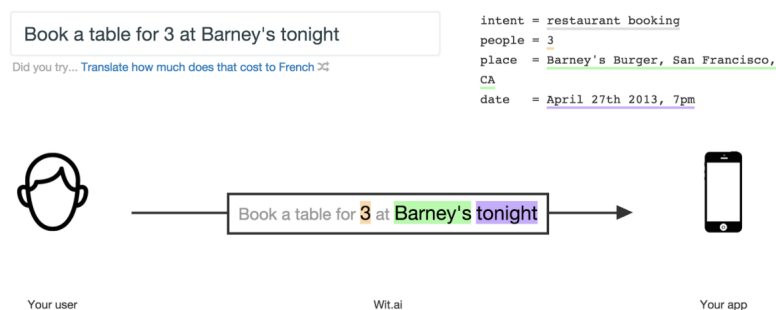 Book a table for 3 at Barney's tonight
Did you try... Translate how much does that cost to French
intent = restaurant booking
people = 3
place = Barney's Burger, San Francisco,
CA
date = April 27th 2013, 7pm
Book a table for 3 at Barney's tonight
Your user
Wit.ai
Your app